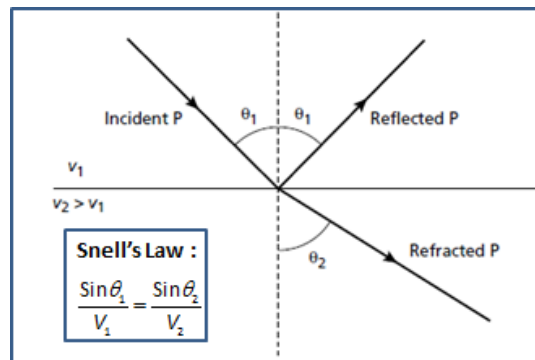 θ₁ θ₁
Incident P Reflected P
v₁
v₂ > v₁
Snell's Law :
Sinθ₁ / V₁ = Sinθ₂ / V₂
θ₂
Refracted P